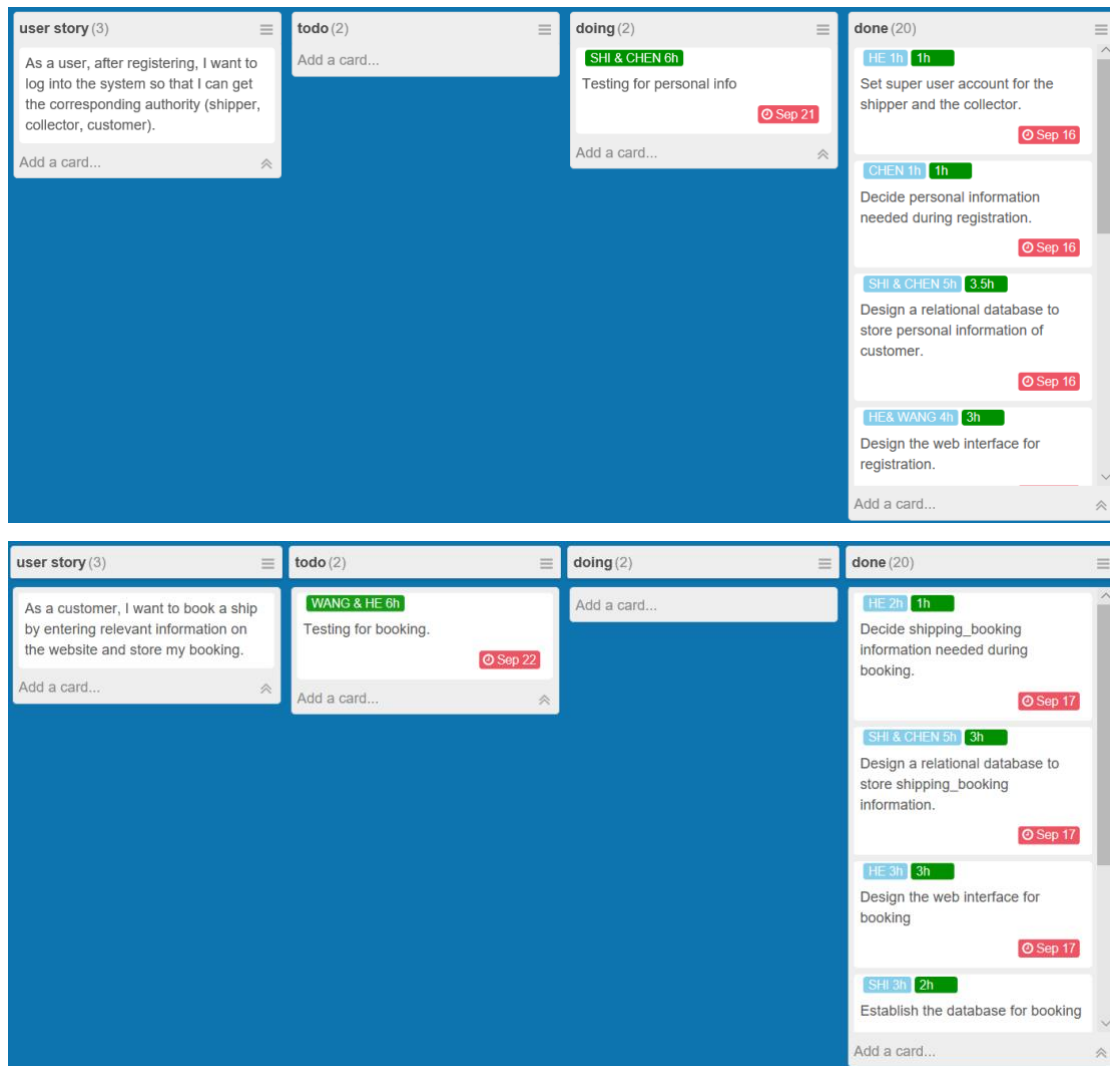 user story (3)
todo (2)
doing (2)
done (20)
As a user, after registering, I want to
log into the system so that I can get
the corresponding authority (shipper,
collector, customer).
Add a card...
Add a card...
SHI & CHEN 6h
Testing for personal info
Sep 21
Add a card...
HE 1h 1h
Set super user account for the
shipper and the collector.
Sep 16
CHEN 1h 1h
Decide personal information
needed during registration.
Sep 16
SHI & CHEN 5h 3.5h
Design a relational database to
store personal information of
customer.
Sep 16
HE& WANG 4h 3h
Design the web interface for
registration.
Add a card...
user story (3)
todo (2)
doing (2)
done (20)
As a customer, I want to book a ship
by entering relevant information on
the website and store my booking.
Add a card...
WANG & HE 6h
Testing for booking.
Sep 22
Add a card...
Add a card...
HE 2h 1h
Decide shipping_booking
information needed during
booking.
Sep 17
SHI & CHEN 5h 3h
Design a relational database to
store shipping_booking
information.
Sep 17
HE 3h 3h
Design the web interface for
booking
Sep 17
SHI 3h 2h
Establish the database for booking
Add a card...